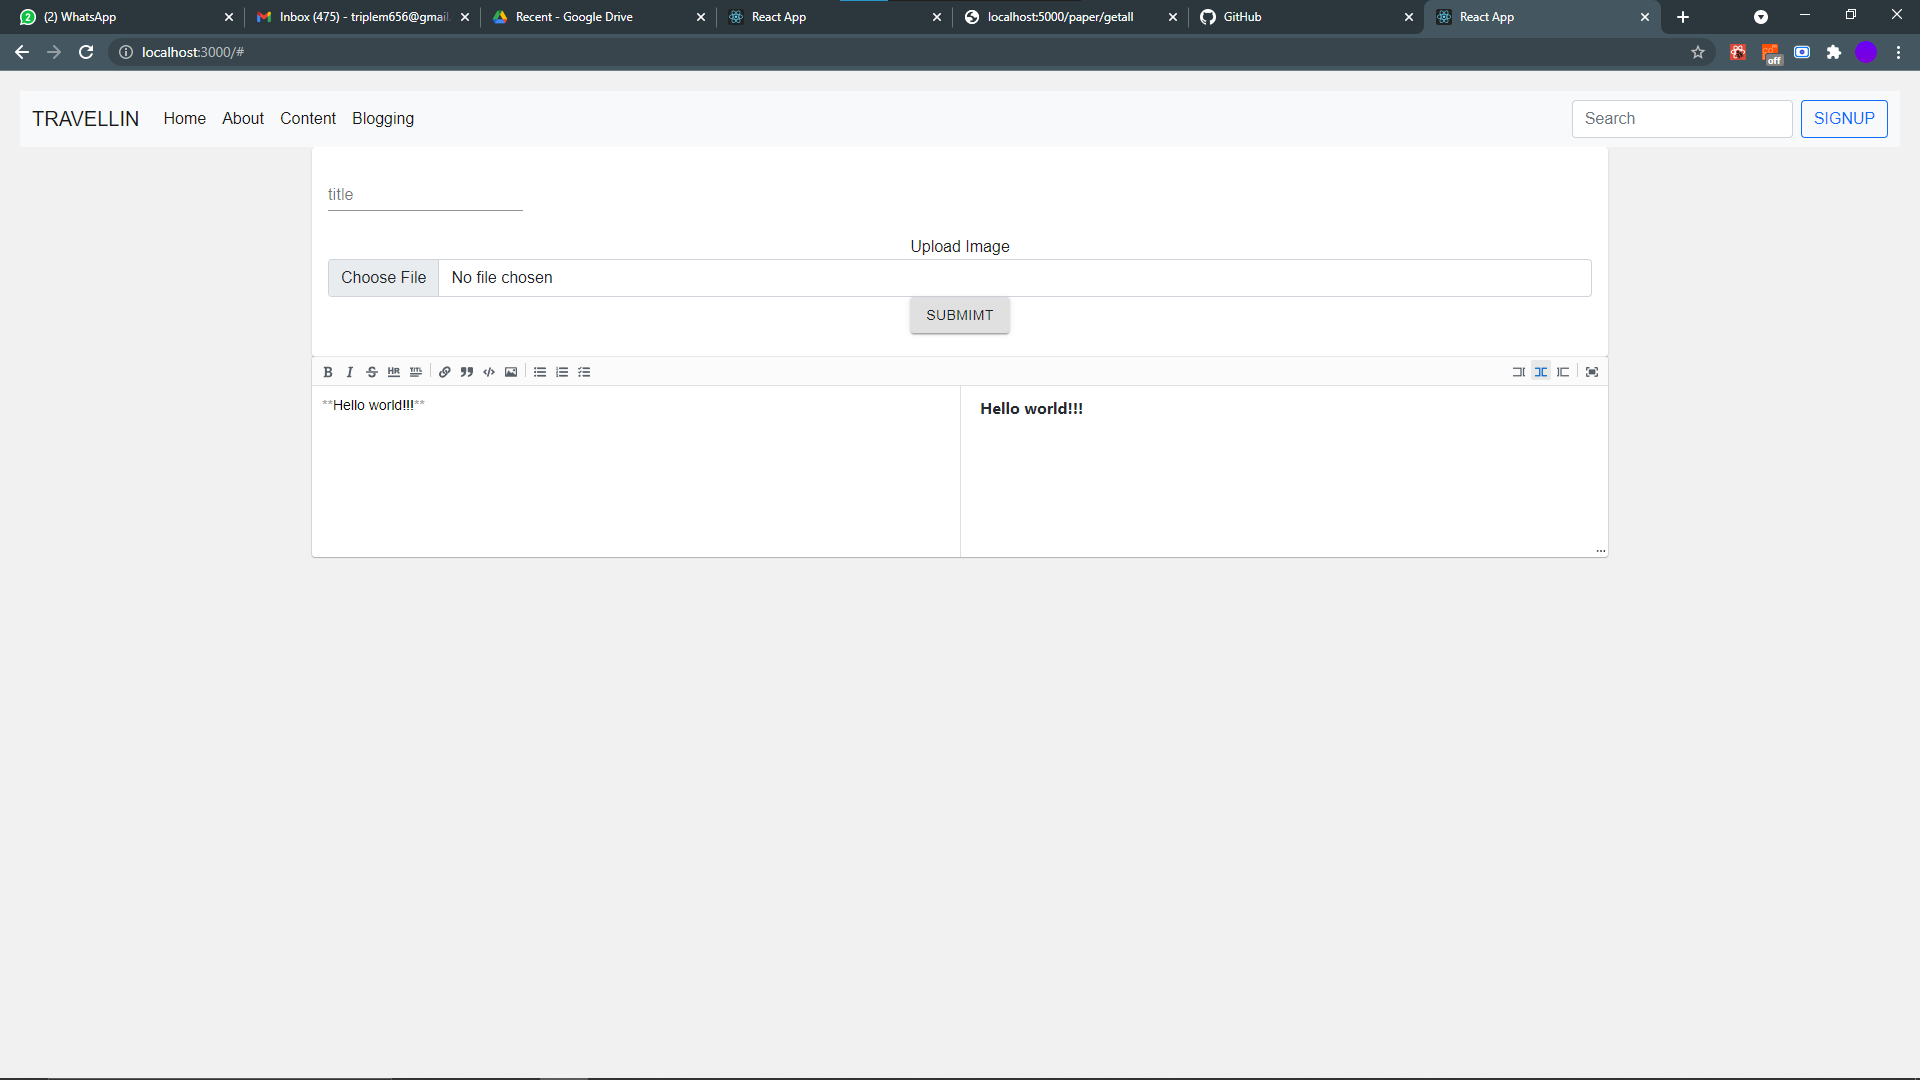 (2) WhatsApp
Inbox (475) - triplem656@gmail.
Recent - Google Drive
React App
localhost:5000/paper/getall
GitHub
React App
localhost:3000/#
off
TRAVELLIN Home About Content Blogging
Search SIGNUP
title
Upload Image
Choose File No file chosen
SUBMIMT
B I S HR TITL
**Hello world!!!**
Hello world!!!
...